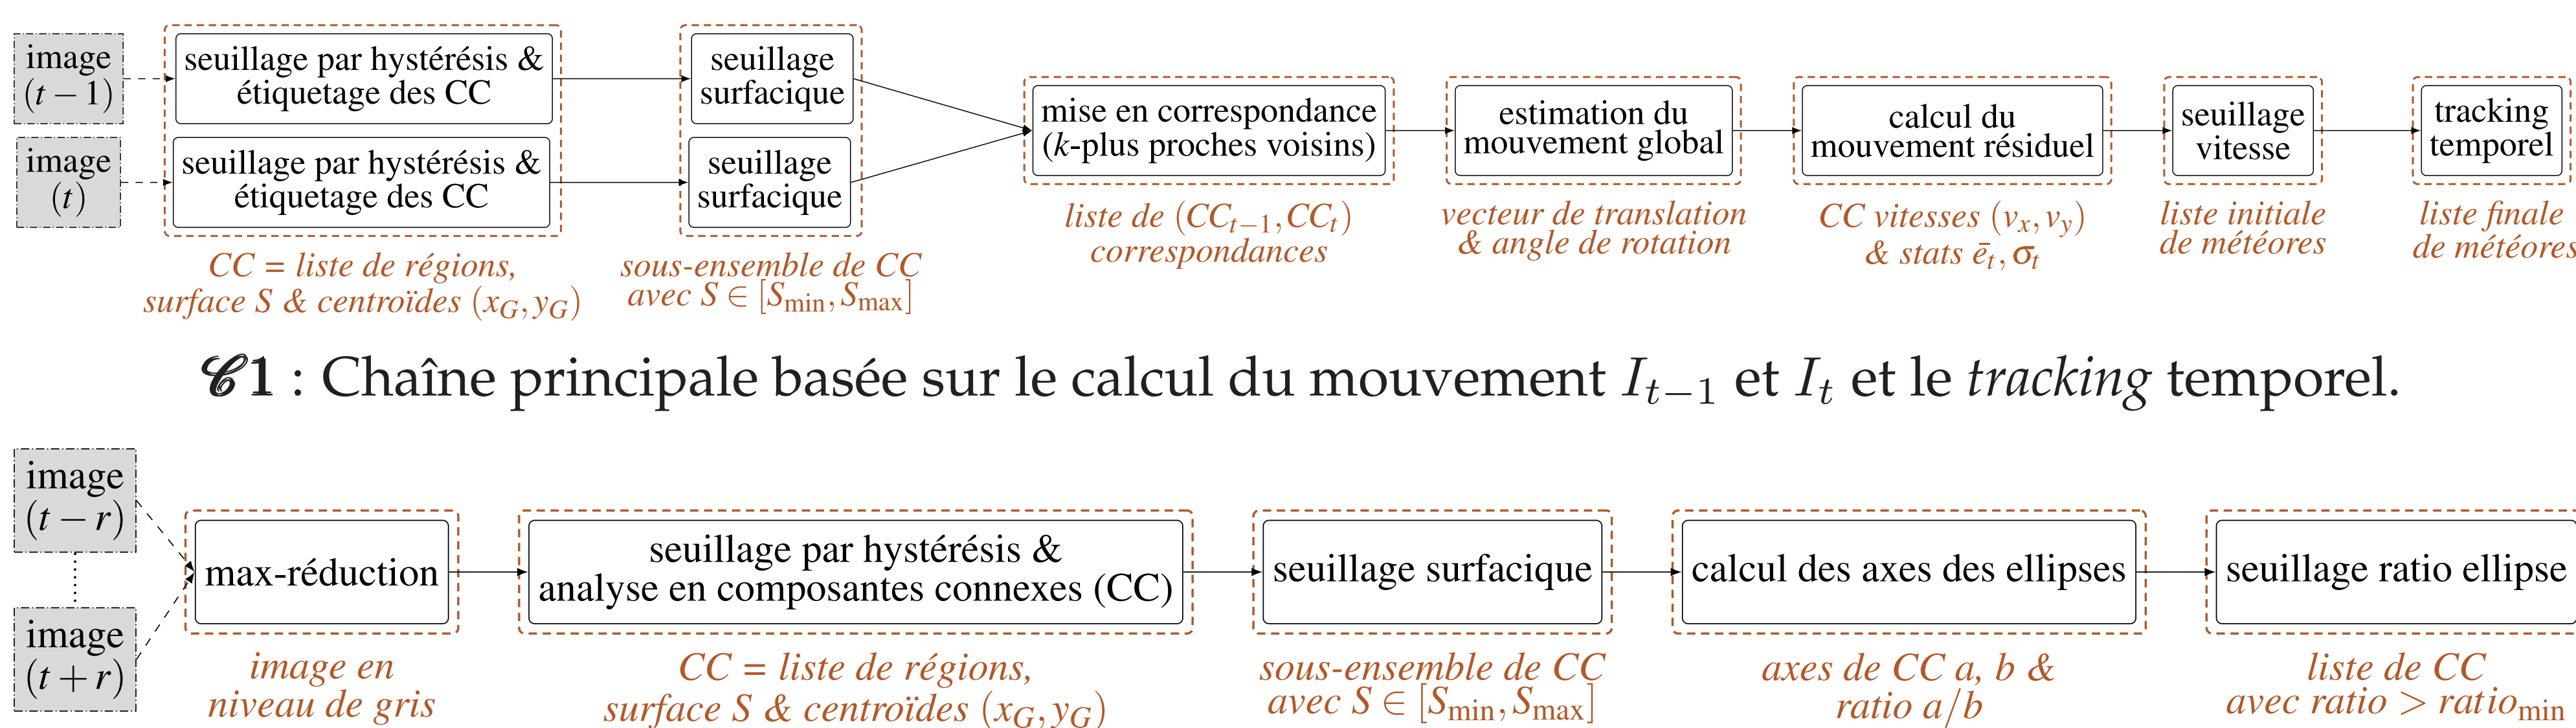 image
(t − 1)
seuillage par hystérésis &
étiquetage des CC
seuillage
surfacique
image
(t)
seuillage par hystérésis &
étiquetage des CC
seuillage
surfacique
CC = liste de régions,
surface S & centroïdes (x_G, y_G)
sous-ensemble de CC
avec S ∈ [S_min, S_max]
mise en correspondance
(k-plus proches voisins)
liste de (CC_{t−1}, CC_t)
correspondances
estimation du
mouvement global
vecteur de translation
& angle de rotation
calcul du
mouvement résiduel
CC vitesses (v_x, v_y)
& stats ē_t, σ_t
seuillage
vitesse
liste initiale
de météores
tracking
temporel
liste finale
de météores
𝒞1 : Chaîne principale basée sur le calcul du mouvement I_{t−1} et I_t et le tracking temporel.
image
(t − r)
image
(t + r)
max-réduction
image en
niveau de gris
seuillage par hystérésis &
analyse en composantes connexes (CC)
CC = liste de régions,
surface S & centroïdes (x_G, y_G)
seuillage surfacique
sous-ensemble de CC
avec S ∈ [S_min, S_max]
calcul des axes des ellipses
axes de CC a, b &
ratio a/b
seuillage ratio ellipse
liste de CC
avec ratio > ratio_min